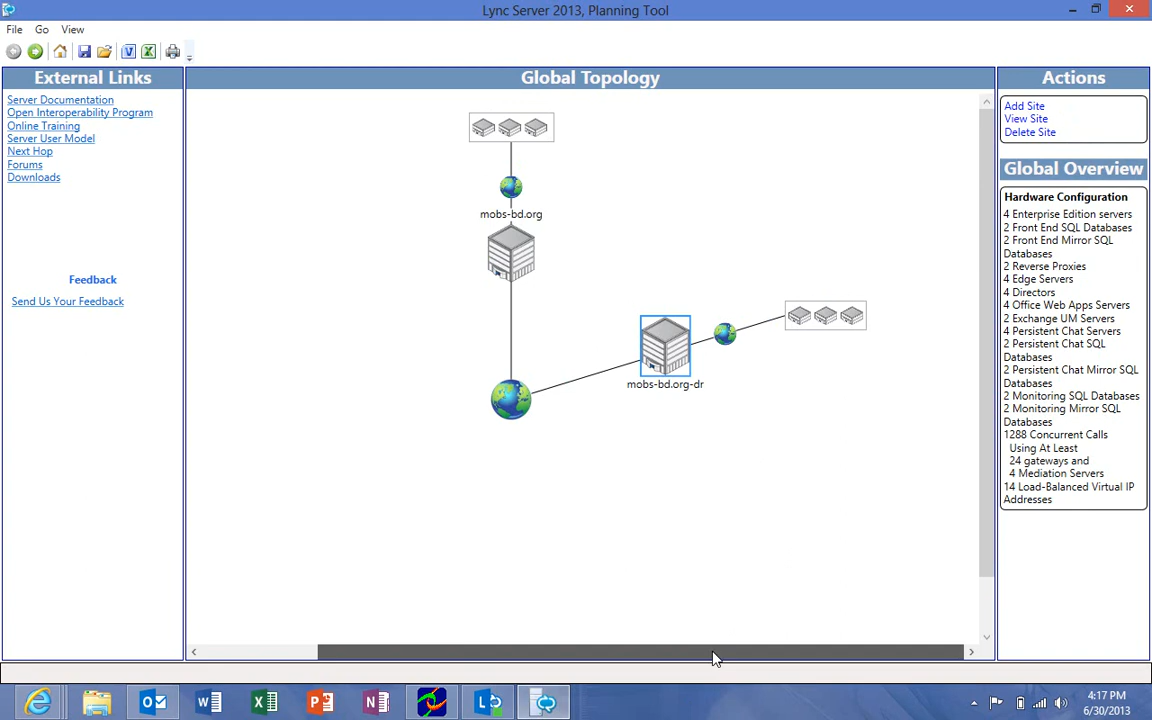 Lync Server 2013, Planning Tool
File Go View
External Links
Server Documentation
Open Interoperability Program
Online Training
Server User Model
Next Hop
Forums
Downloads
Feedback
Send Us Your Feedback
Global Topology
mobs-bd.org
mobs-bd.org-dr
Actions
Add Site
View Site
Delete Site
Global Overview
Hardware Configuration
4 Enterprise Edition servers
2 Front End SQL Databases
2 Front End Mirror SQL
Databases
2 Reverse Proxies
4 Edge Servers
4 Directors
4 Office Web Apps Servers
2 Exchange UM Servers
4 Persistent Chat Servers
2 Persistent Chat SQL
Databases
2 Persistent Chat Mirror SQL
Databases
2 Monitoring SQL Databases
2 Monitoring Mirror SQL
Databases
1288 Concurrent Calls
Using At Least
24 gateways and
4 Mediation Servers
14 Load-Balanced Virtual IP
Addresses
4:17 PM
6/30/2013